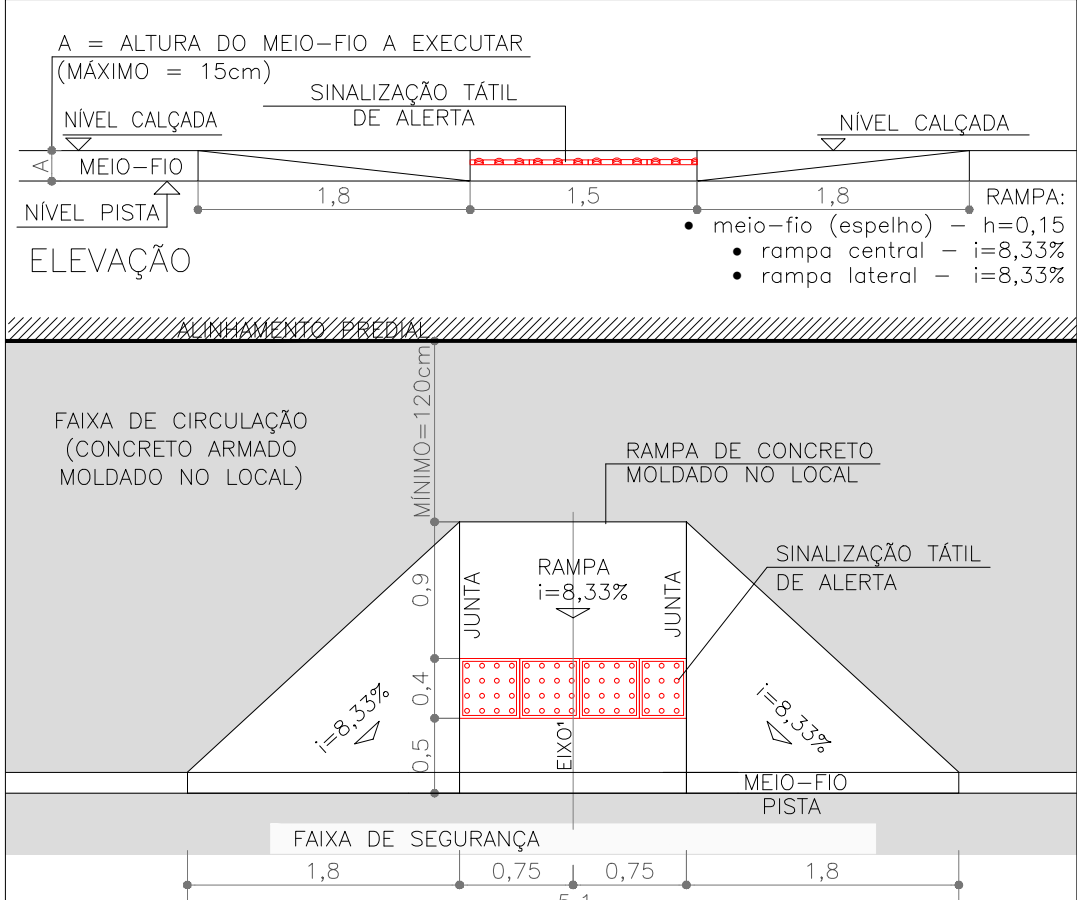 A = ALTURA DO MEIO-FIO A EXECUTAR
(MÁXIMO = 15cm)
SINALIZAÇÃO TÁTIL
DE ALERTA
NÍVEL CALÇADA
NÍVEL CALÇADA
A
MEIO-FIO
1,8
1,5
1,8
NÍVEL PISTA
RAMPA:
• meio-fio (espelho) - h=0,15
• rampa central - i=8,33%
• rampa lateral - i=8,33%
ELEVAÇÃO
ALINHAMENTO PREDIAL
MÍNIMO=120cm
FAIXA DE CIRCULAÇÃO
(CONCRETO ARMADO
MOLDADO NO LOCAL)
RAMPA DE CONCRETO
MOLDADO NO LOCAL
SINALIZAÇÃO TÁTIL
DE ALERTA
RAMPA
i=8,33%
JUNTA
JUNTA
0,9
0,4
0,5
i=8,33%
i=8,33%
EIXO¹
MEIO-FIO
PISTA
FAIXA DE SEGURANÇA
1,8
0,75
0,75
1,8